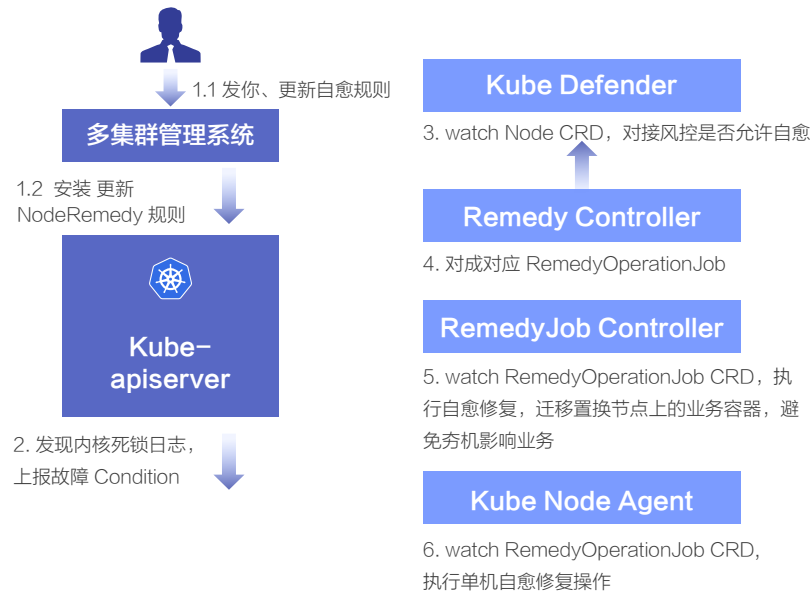 1.1 发你、更新自愈规则
多集群管理系统
1.2 安装 更新
NodeRemedy 规则
Kube-
apiserver
2. 发现内核死锁日志，
上报故障 Condition
Kube Defender
3. watch Node CRD，对接风控是否允许自愈
Remedy Controller
4. 对成对应 RemedyOperationJob
RemedyJob Controller
5. watch RemedyOperationJob CRD，执
行自愈修复，迁移置换节点上的业务容器，避
免夯机影响业务
Kube Node Agent
6. watch RemedyOperationJob CRD,
执行单机自愈修复操作